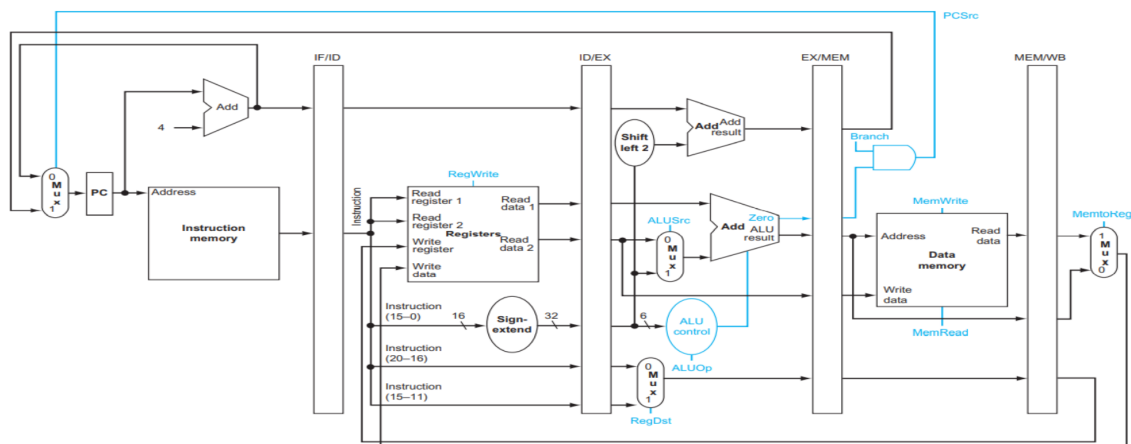 PCSrc
IF/ID
ID/EX
EX/MEM
MEM/WB
Add
4
Shift
left 2
Add Add
result
Branch
0
M
u
x
1
PC
Address
Instruction
memory
RegWrite
Instruction
Read
register 1
Read
data 1
Read
register 2
Registers
Write
register
Read
data 2
Write
data
ALUSrc
0
M
u
x
1
Zero
Add ALU
result
MemWrite
Address
Read
data
Data
memory
Write
data
MemRead
MemtoReg
1
M
u
x
0
Instruction
(15–0)
16
Sign-
extend
32
6
ALU
control
ALUOp
Instruction
(20–16)
Instruction
(15–11)
0
M
u
x
1
RegDst